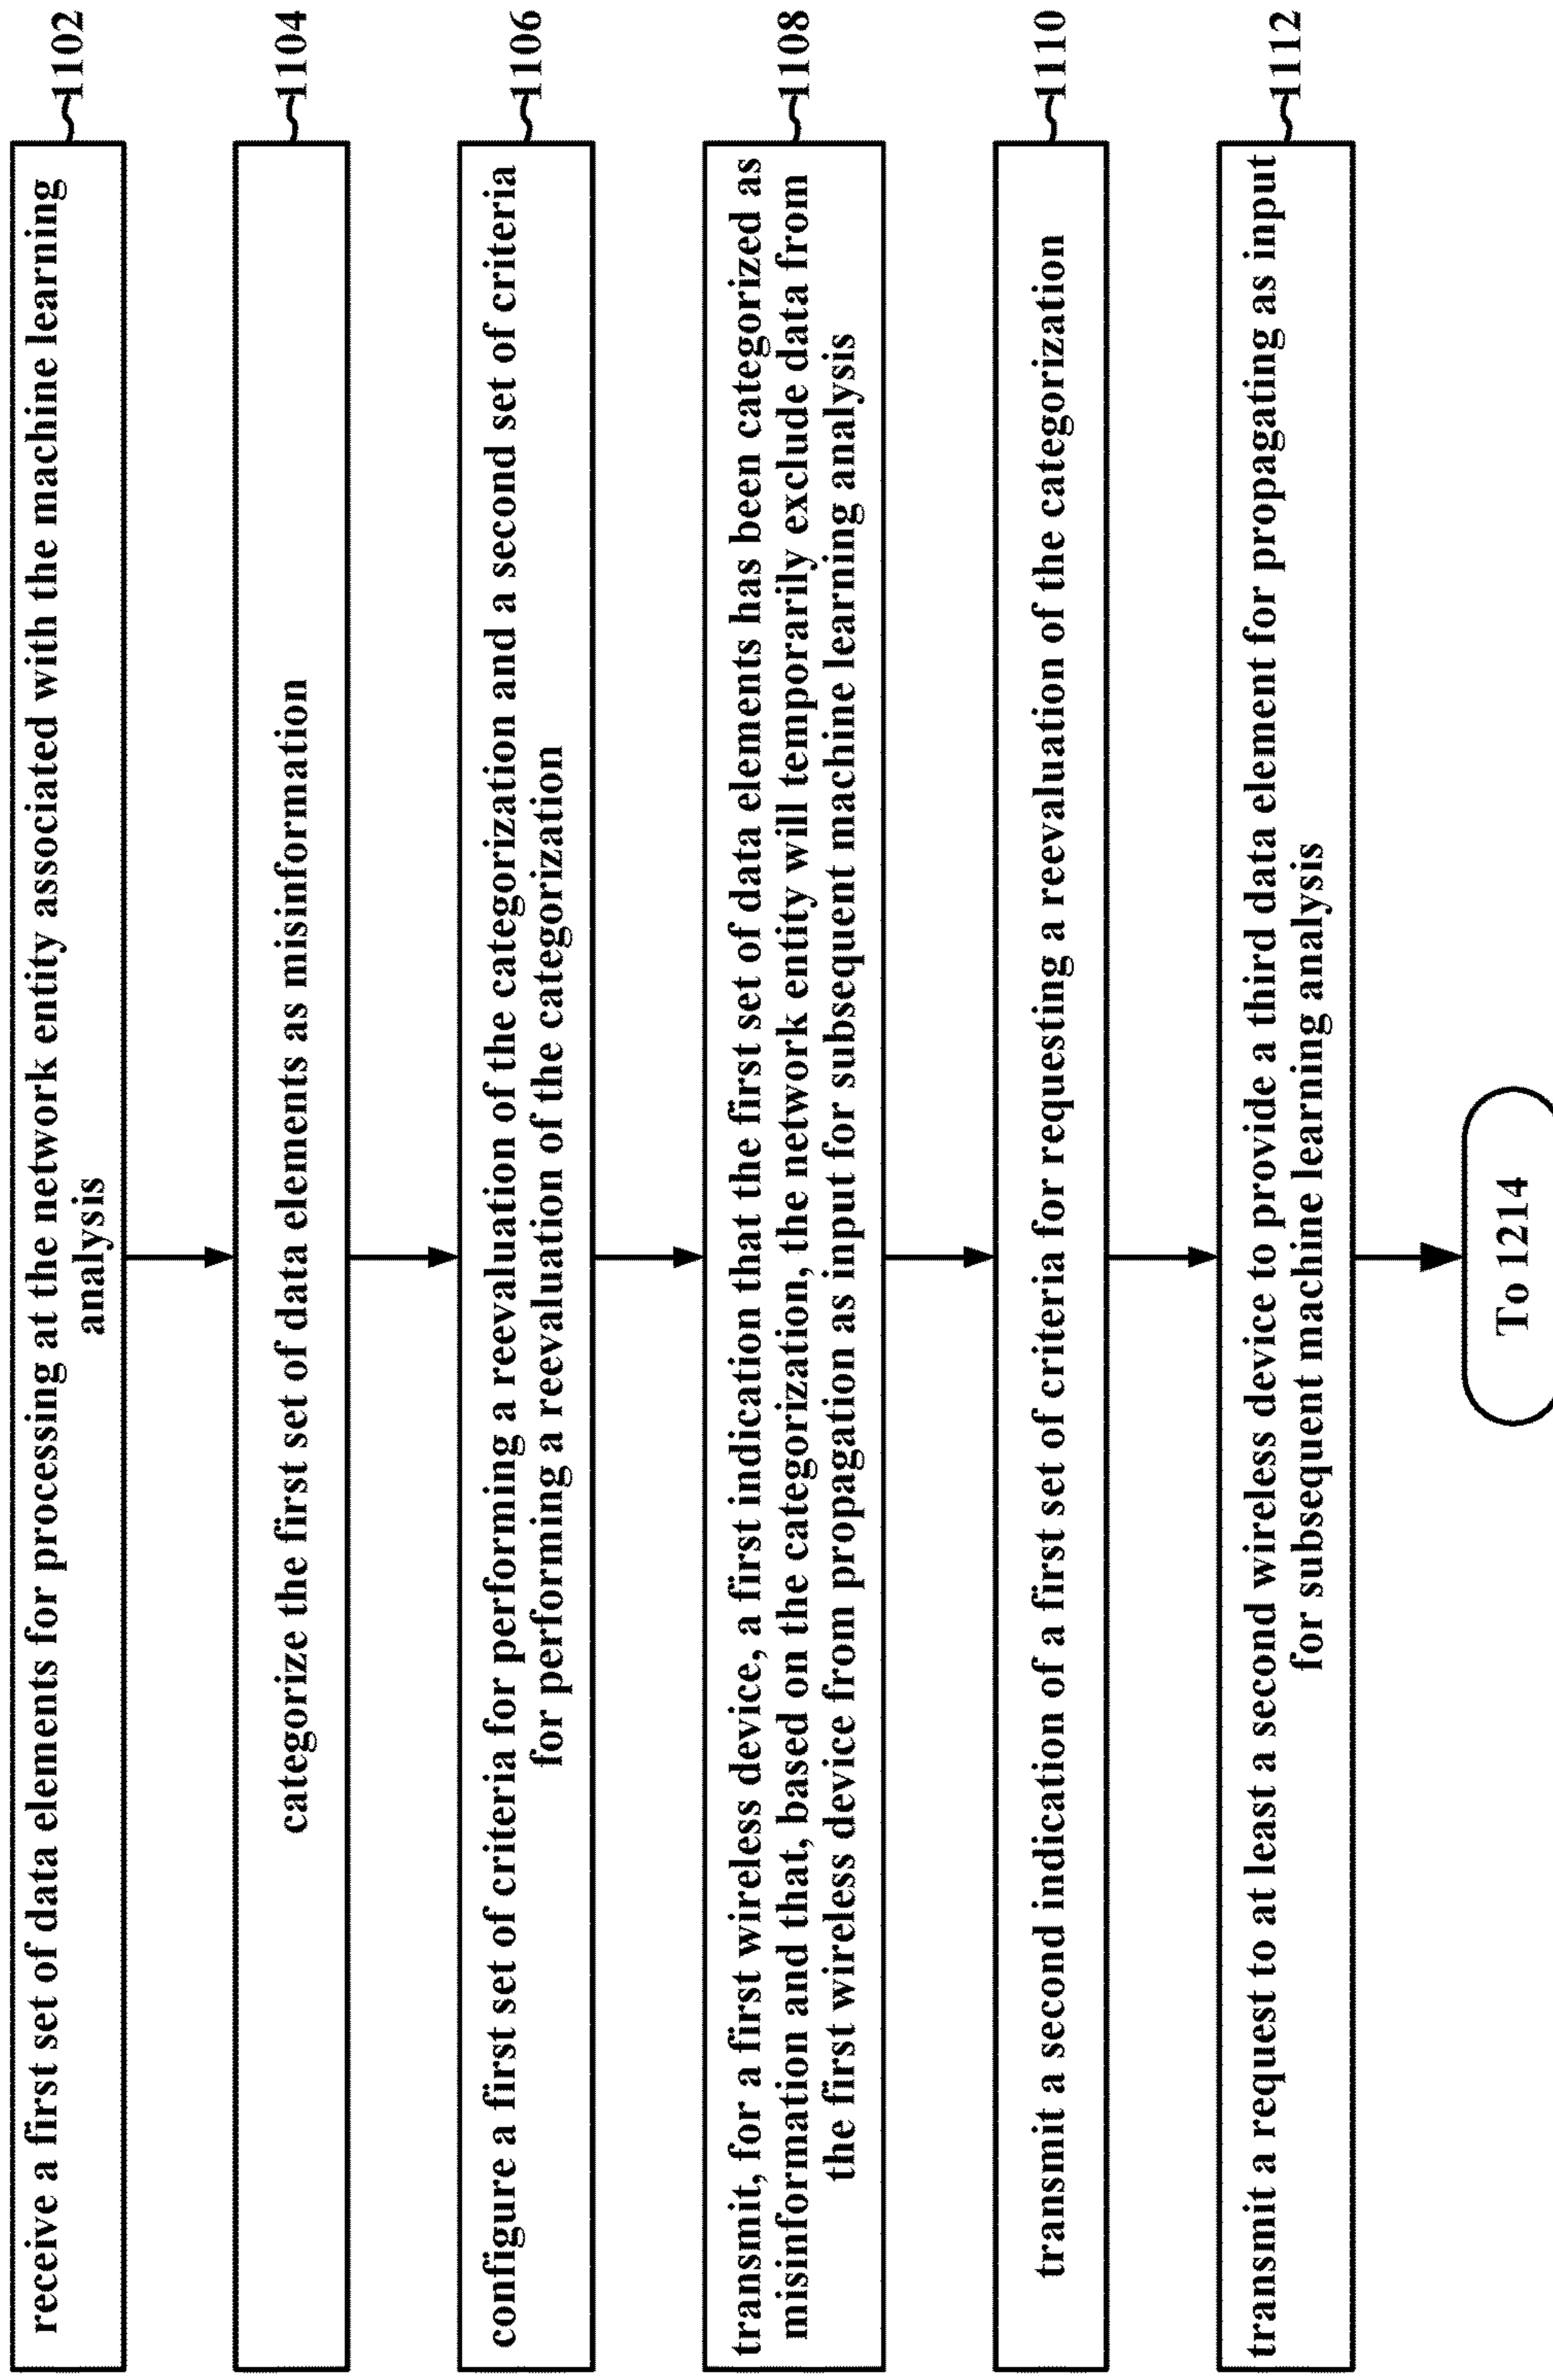 receive a first set of data elements for processing at the network entity associated with the machine learning
analysis
1102
categorize the first set of data elements as misinformation
1104
configure a first set of criteria for performing a reevaluation of the categorization and a second set of criteria
for performing a reevaluation of the categorization
1106
transmit, for a first wireless device, a first indication that the first set of data elements has been categorized as
misinformation and that, based on the categorization, the network entity will temporarily exclude data from
the first wireless device from propagation as input for subsequent machine learning analysis
1108
transmit a second indication of a first set of criteria for requesting a reevaluation of the categorization
1110
transmit a request to at least a second wireless device to provide a third data element for propagating as input
for subsequent machine learning analysis
1112
To 1214